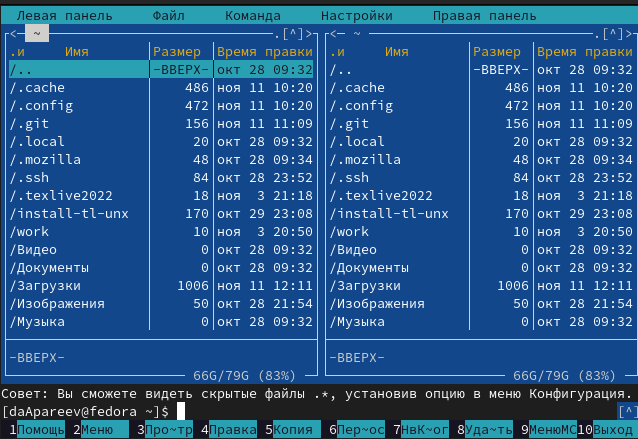 Левая панель Файл Команда Настройки Правая панель
<─ ~ .[^]> <─ ~ .[^]>
.и Имя Размер Время правки .и Имя Размер Время правки
/.. -ВВЕРХ- окт 28 09:32 /.. -ВВЕРХ- окт 28 09:32
/.cache 486 ноя 11 10:20 /.cache 486 ноя 11 10:20
/.config 472 ноя 11 10:20 /.config 472 ноя 11 10:20
/.git 156 ноя 11 11:09 /.git 156 ноя 11 11:09
/.local 20 окт 28 09:32 /.local 20 окт 28 09:32
/.mozilla 48 окт 28 09:34 /.mozilla 48 окт 28 09:34
/.ssh 84 окт 28 23:52 /.ssh 84 окт 28 23:52
/.texlive2022 18 ноя 3 21:18 /.texlive2022 18 ноя 3 21:18
/install-tl-unx 170 окт 29 23:08 /install-tl-unx 170 окт 29 23:08
/work 10 ноя 3 20:50 /work 10 ноя 3 20:50
/Видео 0 окт 28 09:32 /Видео 0 окт 28 09:32
/Документы 0 окт 28 09:32 /Документы 0 окт 28 09:32
/Загрузки 1006 ноя 11 12:11 /Загрузки 1006 ноя 11 12:11
/Изображения 50 окт 28 21:54 /Изображения 50 окт 28 21:54
/Музыка 0 окт 28 09:32 /Музыка 0 окт 28 09:32
-ВВЕРХ- -ВВЕРХ-
66G/79G (83%) 66G/79G (83%)
Совет: Вы сможете видеть скрытые файлы .*, установив опцию в меню Конфигурация.
[daApareev@fedora ~]$ [^]
1Помощь 2Меню 3Про~тр 4Правка 5Копия 6Пер~ос 7НвК~ог 8Уда~ть 9МенюMC 10Выход